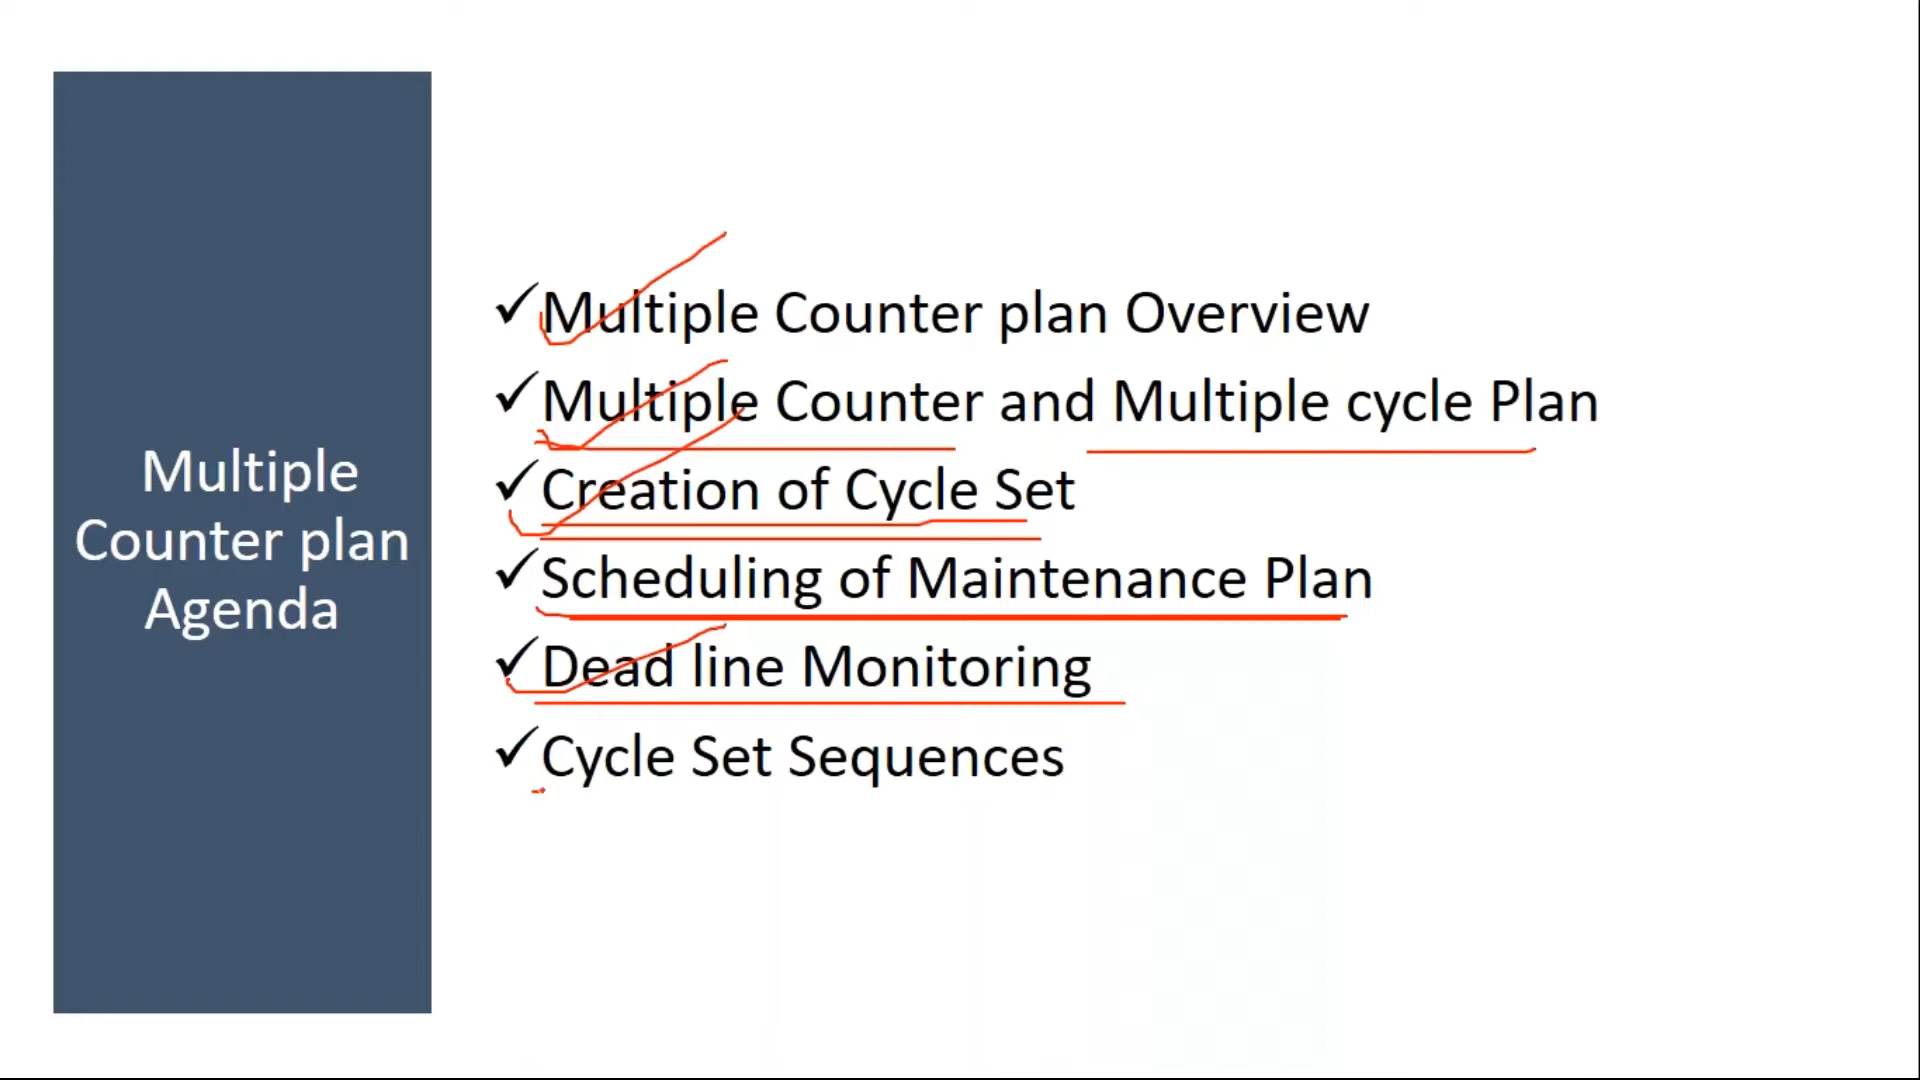 Multiple
Counter plan
Agenda
✓Multiple Counter plan Overview
✓Multiple Counter and Multiple cycle Plan
✓Creation of Cycle Set
✓Scheduling of Maintenance Plan
✓Dead line Monitoring
✓Cycle Set Sequences